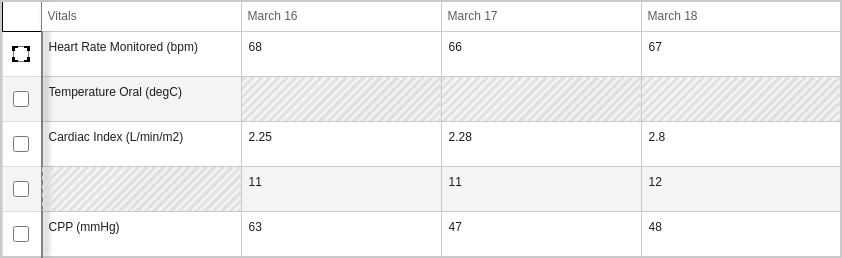 Vitals March 16 March 17 March 18
Heart Rate Monitored (bpm) 68 66 67
Temperature Oral (degC)
Cardiac Index (L/min/m2) 2.25 2.28 2.8
11 11 12
CPP (mmHg) 63 47 48